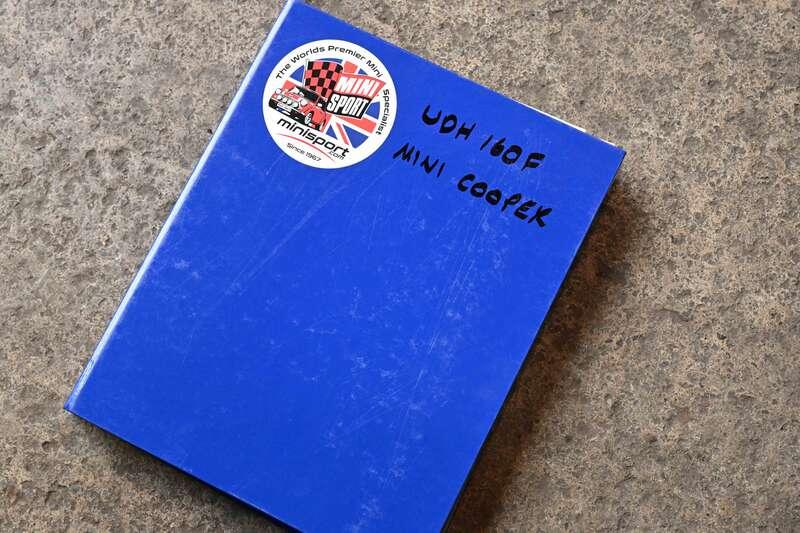 The Worlds Premier Mini Specialist
MINI
SPORT
minisport
.com
Since 1967
UDH 160F
MINI COOPER